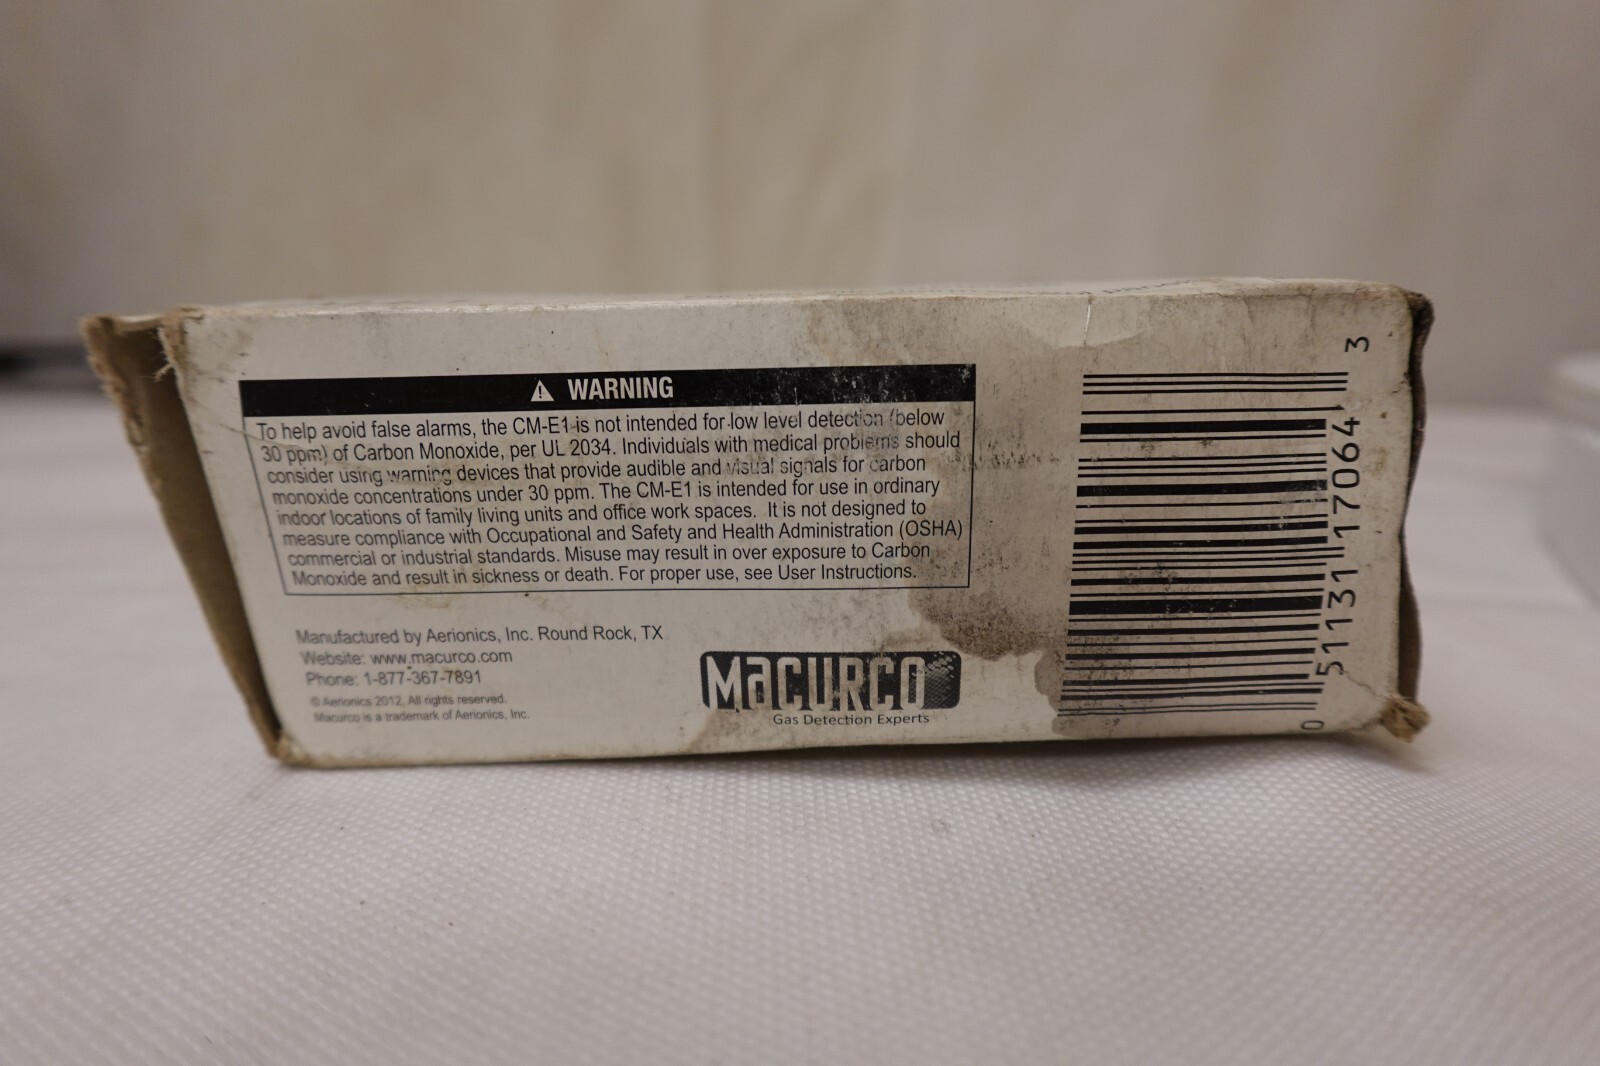 WARNING
To help avoid false alarms, the CM-E1 is not intended for low level detection (below
30 ppm) of Carbon Monoxide, per UL 2034. Individuals with medical problems should
consider using warning devices that provide audible and visual signals for carbon
monoxide concentrations under 30 ppm. The CM-E1 is intended for use in ordinary
indoor locations of family living units and office work spaces. It is not designed to
measure compliance with Occupational and Safety and Health Administration (OSHA)
commercial or industrial standards. Misuse may result in over exposure to Carbon
Monoxide and result in sickness or death. For proper use, see User Instructions.
Manufactured by Aerionics, Inc. Round Rock, TX
Website: www.macurco.com
Phone: 1-877-367-7891
© Aerionics 2012. All rights reserved.
Macurco is a trademark of Aerionics, Inc.
MACURCO
Gas Detection Experts
0 51131 17064 3